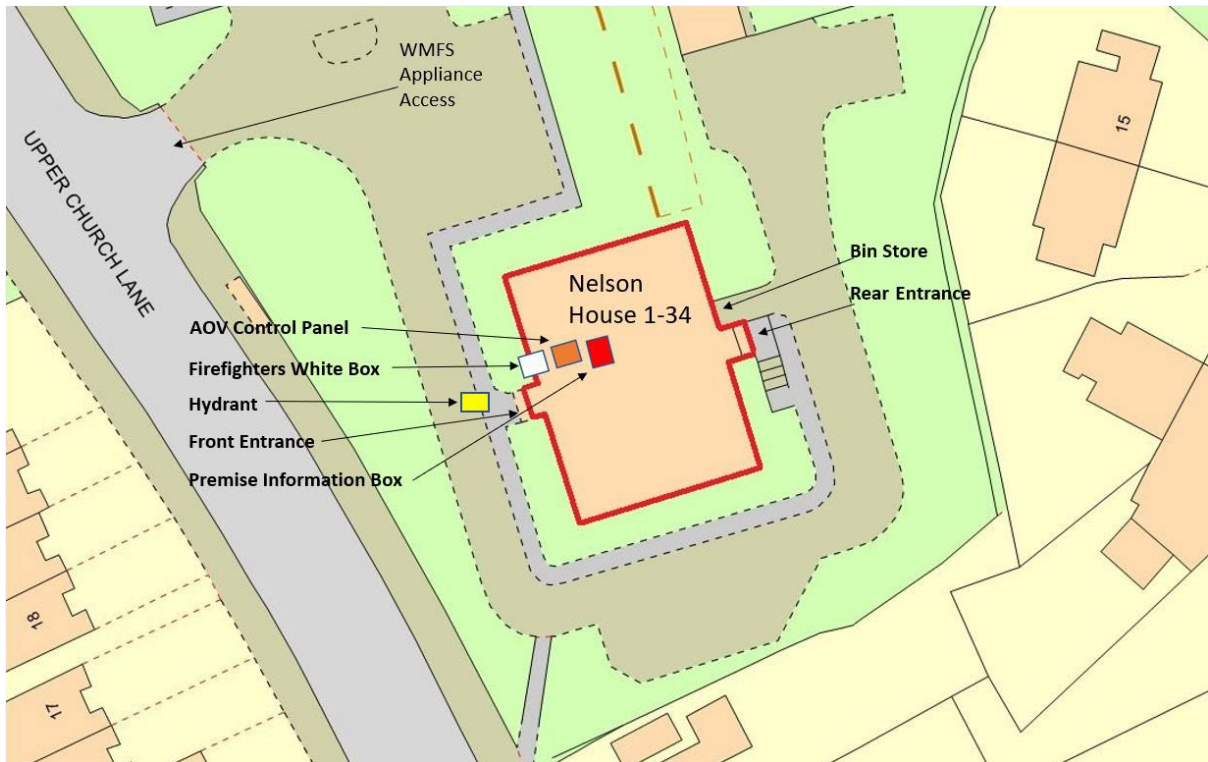 WMFS
Appliance
Access
UPPER CHURCH LANE
15
Bin Store
Rear Entrance
Nelson
House 1-34
AOV Control Panel
Firefighters White Box
Hydrant
Front Entrance
Premise Information Box
18
17